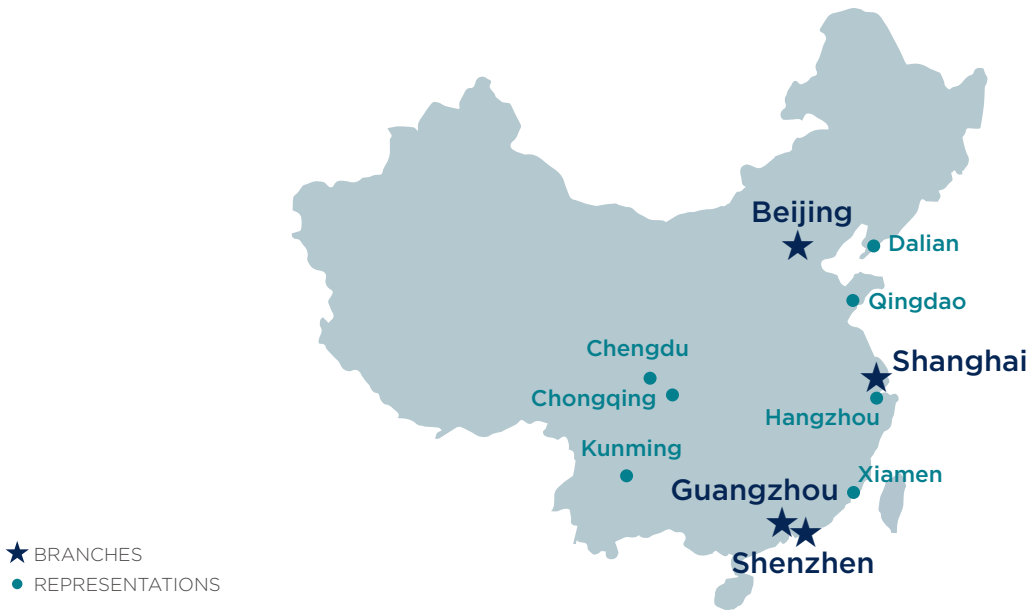 Beijing
Dalian
Qingdao
Shanghai
Chengdu
Chongqing
Hangzhou
Kunming
Xiamen
Guangzhou
Shenzhen
BRANCHES
REPRESENTATIONS